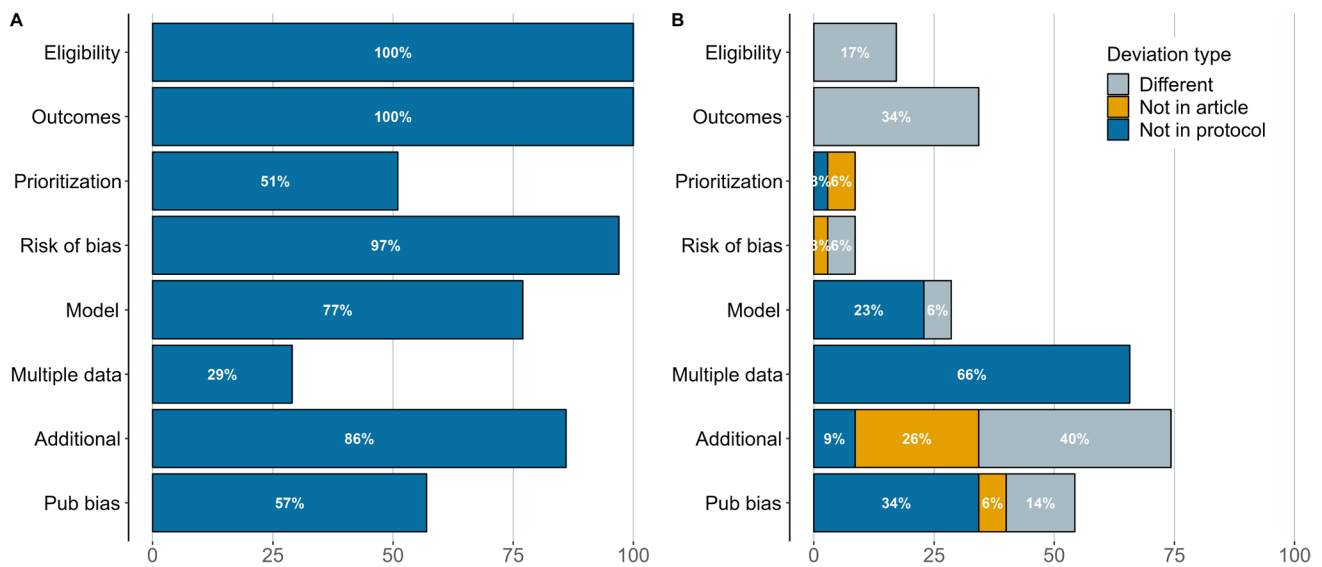 A
Eligibility
100%
Outcomes
100%
Prioritization
51%
Risk of bias
97%
Model
77%
Multiple data
29%
Additional
86%
Pub bias
57%
0 25 50 75 100
B
Deviation type
Different
Not in article
Not in protocol
Eligibility
17%
Outcomes
34%
Prioritization
3% 6%
Risk of bias
3% 6%
Model
23% 6%
Multiple data
66%
Additional
9% 26% 40%
Pub bias
34% 6% 14%
0 25 50 75 100